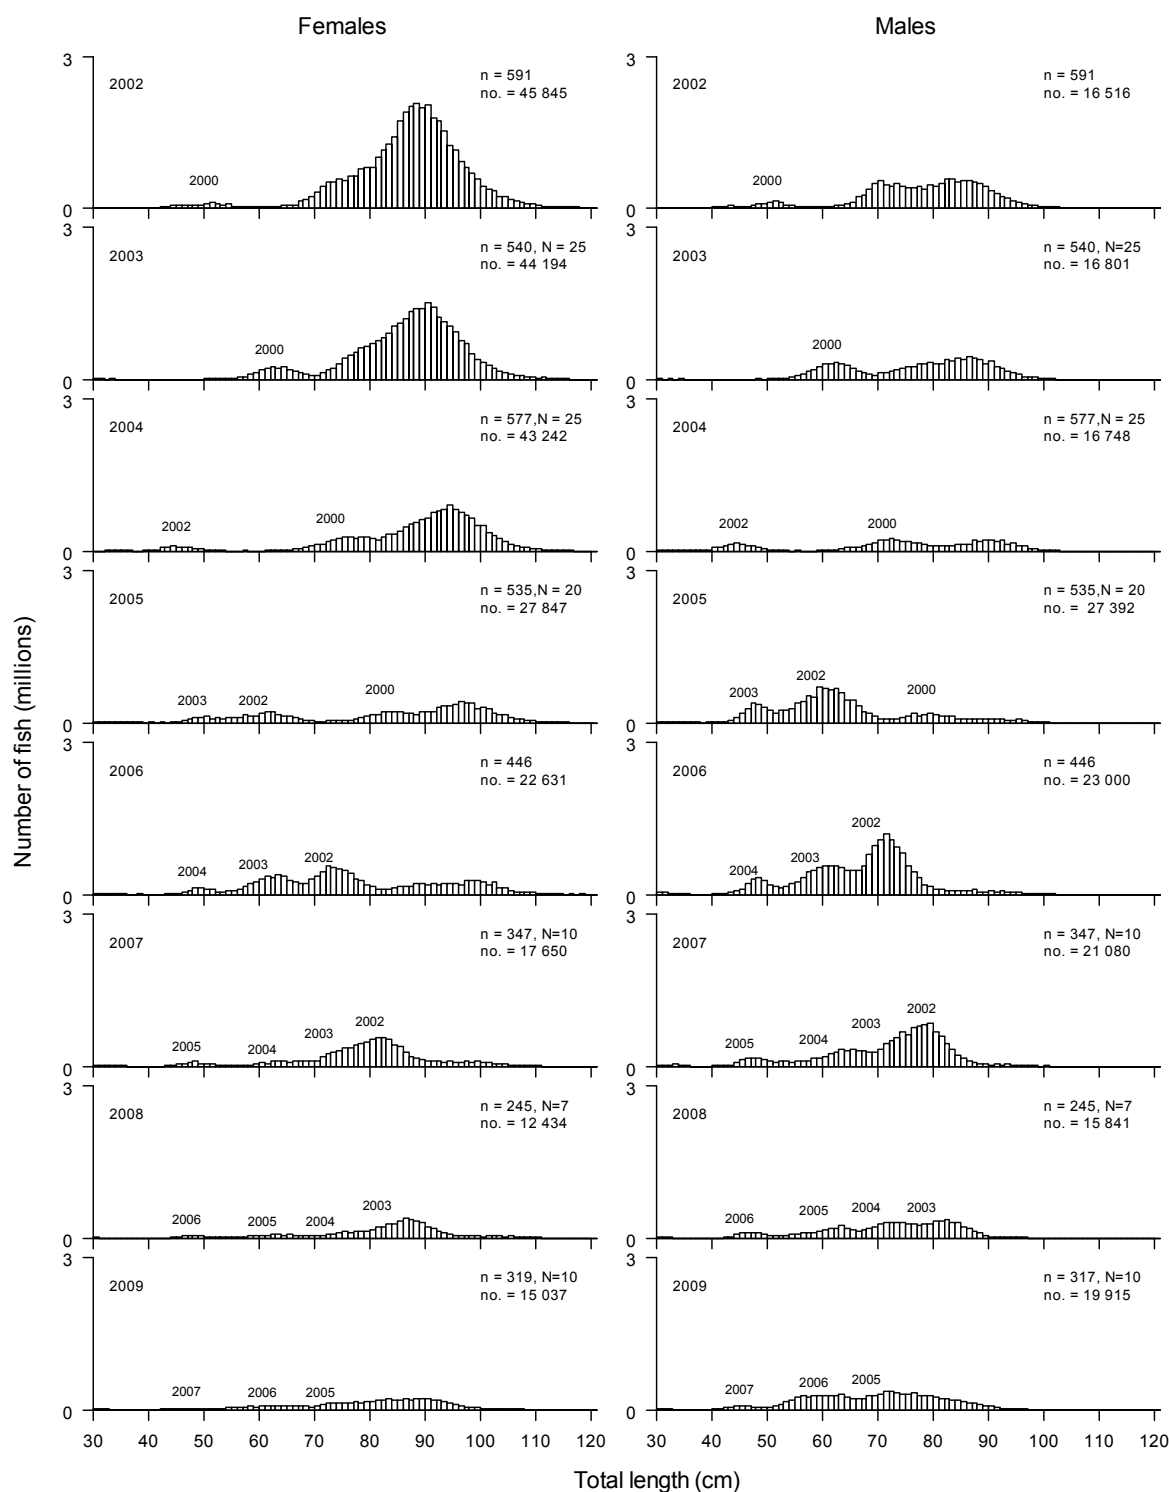 Females Males
3
2002
n = 591
no. = 45 845
2000
0
2002
n = 591
no. = 16 516
2000
0
3
2003
n = 540, N = 25
no. = 44 194
2000
0
2003
n = 540, N=25
no. = 16 801
2000
0
3
2004
n = 577,N = 25
no. = 43 242
2002 2000
0
3
2004
n = 577,N = 25
no. = 16 748
2002 2000
0
3
2005
n = 535,N = 20
no. = 27 847
2003 2002 2000
0
3
2005
n = 535,N = 20
no. = 27 392
2003 2002 2000
0
3
2006
n = 446
no. = 22 631
2004 2003 2002
0
3
2006
n = 446
no. = 23 000
2004 2003 2002
0
3
2007
n = 347, N=10
no. = 17 650
2005 2004 2003 2002
0
3
2007
n = 347, N=10
no. = 21 080
2005 2004 2003 2002
0
3
2008
n = 245, N=7
no. = 12 434
2006 2005 2004 2003
0
3
2008
n = 245, N=7
no. = 15 841
2006 2005 2004 2003
0
3
2009
n = 319, N=10
no. = 15 037
2007 2006 2005
0
3
2009
n = 317, N=10
no. = 19 915
2007 2006 2005
0
30 40 50 60 70 80 90 100 110 120
30 40 50 60 70 80 90 100 110 120
Number of fish (millions)
Total length (cm)